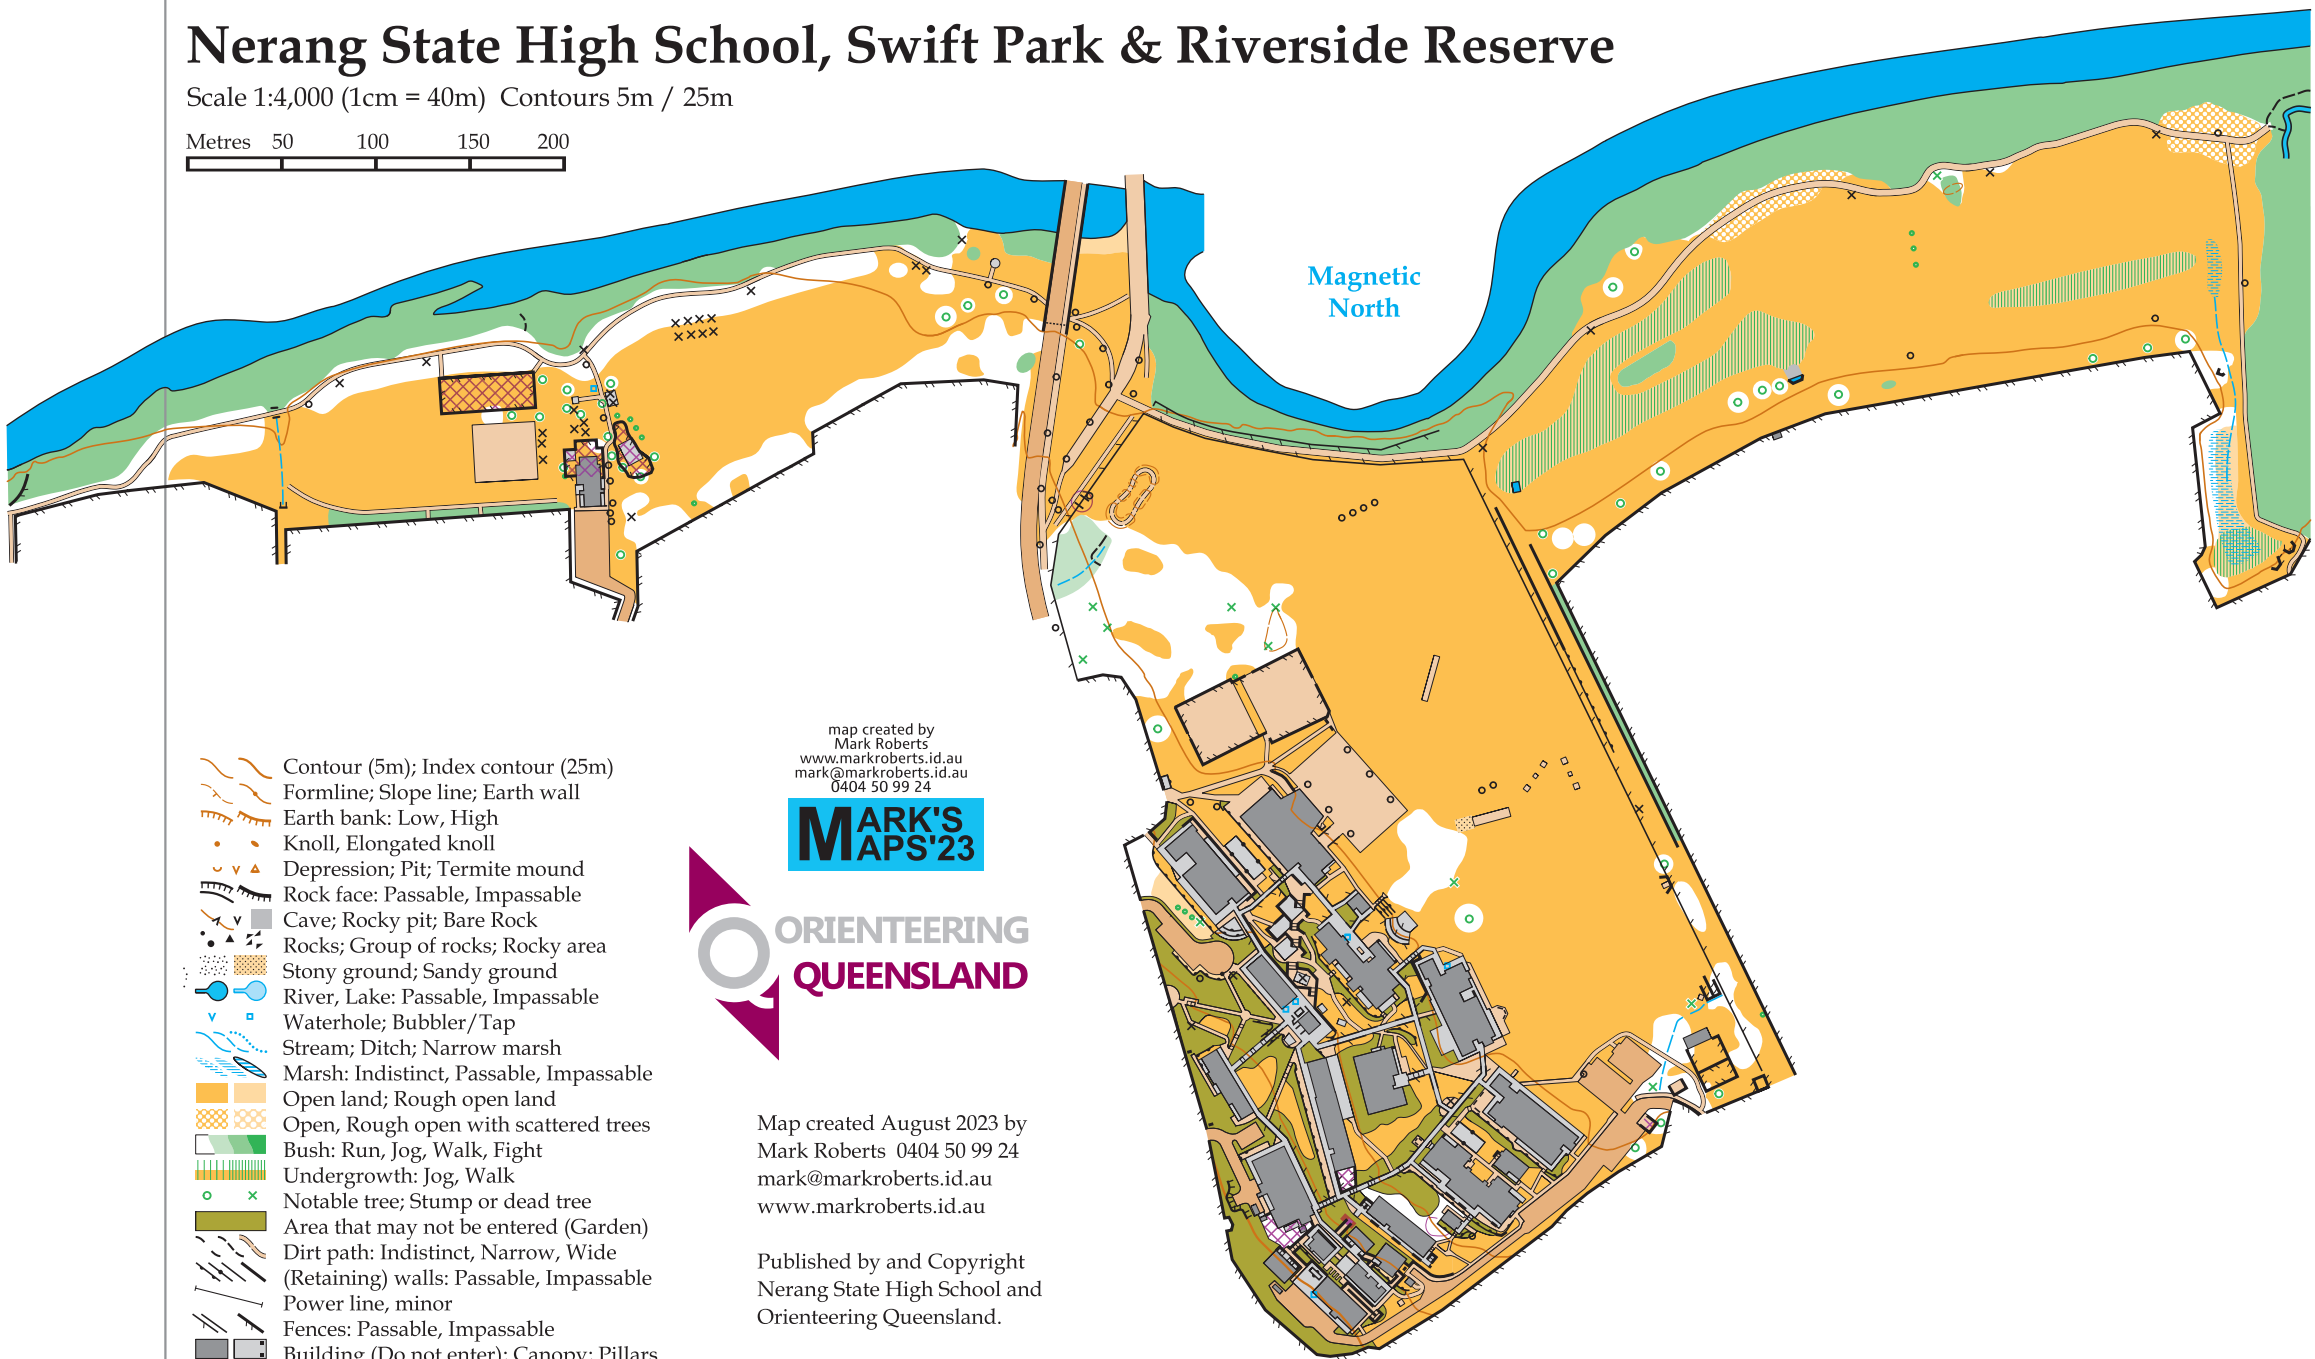 Nerang State High School, Swift Park & Riverside Reserve
Scale 1:4,000 (1cm = 40m)  Contours 5m / 25m
Metres 50 100 150 200
Magnetic
North
Contour (5m); Index contour (25m)
Formline; Slope line; Earth wall
Earth bank: Low, High
Knoll, Elongated knoll
Depression; Pit; Termite mound
Rock face: Passable, Impassable
Cave; Rocky pit; Bare Rock
Rocks; Group of rocks; Rocky area
Stony ground; Sandy ground
River, Lake: Passable, Impassable
Waterhole; Bubbler/Tap
Stream; Ditch; Narrow marsh
Marsh: Indistinct, Passable, Impassable
Open land; Rough open land
Open, Rough open with scattered trees
Bush: Run, Jog, Walk, Fight
Undergrowth: Jog, Walk
Notable tree; Stump or dead tree
Area that may not be entered (Garden)
Dirt path: Indistinct, Narrow, Wide
(Retaining) walls: Passable, Impassable
Power line, minor
Fences: Passable, Impassable
Building (Do not enter); Canopy; Pillars
map created by
Mark Roberts
www.markroberts.id.au
mark@markroberts.id.au
0404 50 99 24
MARK'S
MAPS'23
ORIENTEERING
QUEENSLAND
Map created August 2023 by
Mark Roberts  0404 50 99 24
mark@markroberts.id.au
www.markroberts.id.au
Published by and Copyright
Nerang State High School and
Orienteering Queensland.